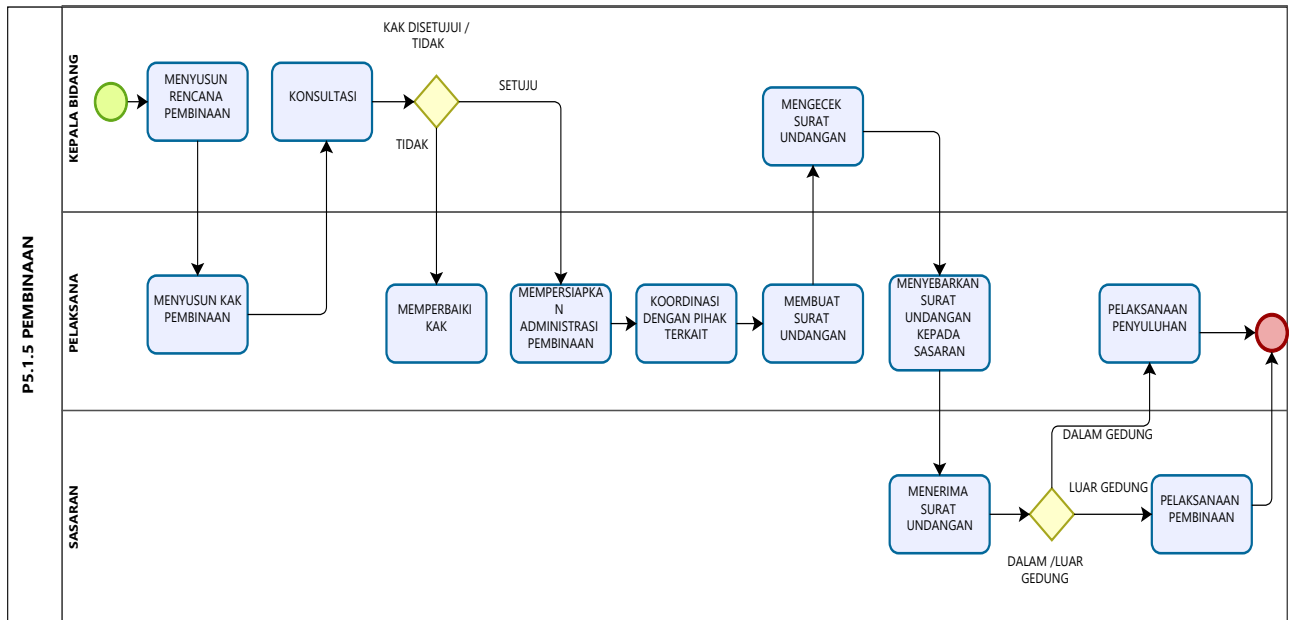 P5.1.5 PEMBINAAN
KEPALA BIDANG
MENYUSUN
RENCANA
PEMBINAAN
KONSULTASI
KAK DISETUJUI /
TIDAK
SETUJU
TIDAK
MENGECEK
SURAT
UNDANGAN
PELAKSANA
MENYUSUN KAK
PEMBINAAN
MEMPERBAIKI
KAK
MEMPERSIAPKA
N
ADMINISTRASI
PEMBINAAN
KOORDINASI
DENGAN PIHAK
TERKAIT
MEMBUAT
SURAT
UNDANGAN
MENYEBARKAN
SURAT
UNDANGAN
KEPADA
SASARAN
PELAKSANAAN
PENYULUHAN
SASARAN
MENERIMA
SURAT
UNDANGAN
DALAM GEDUNG
LUAR GEDUNG
DALAM /LUAR
GEDUNG
PELAKSANAAN
PEMBINAAN